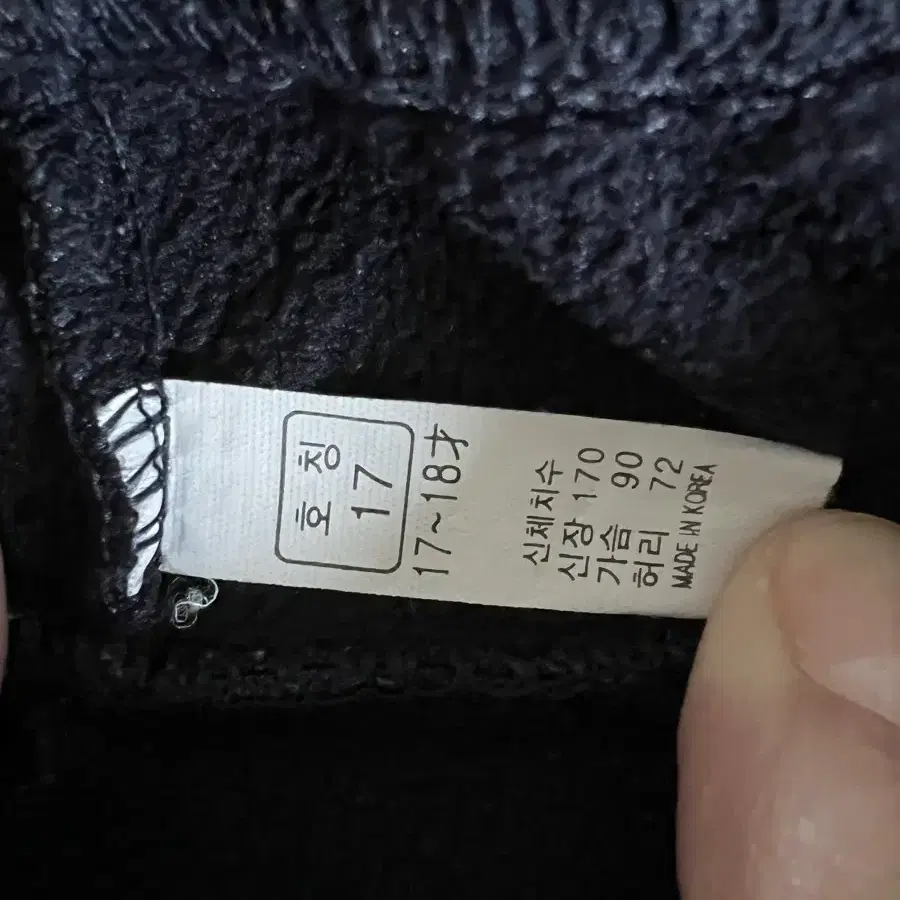 호칭
17
17~18才
신체치수
신장 170
가슴 90
허리 72
MADE IN KOREA